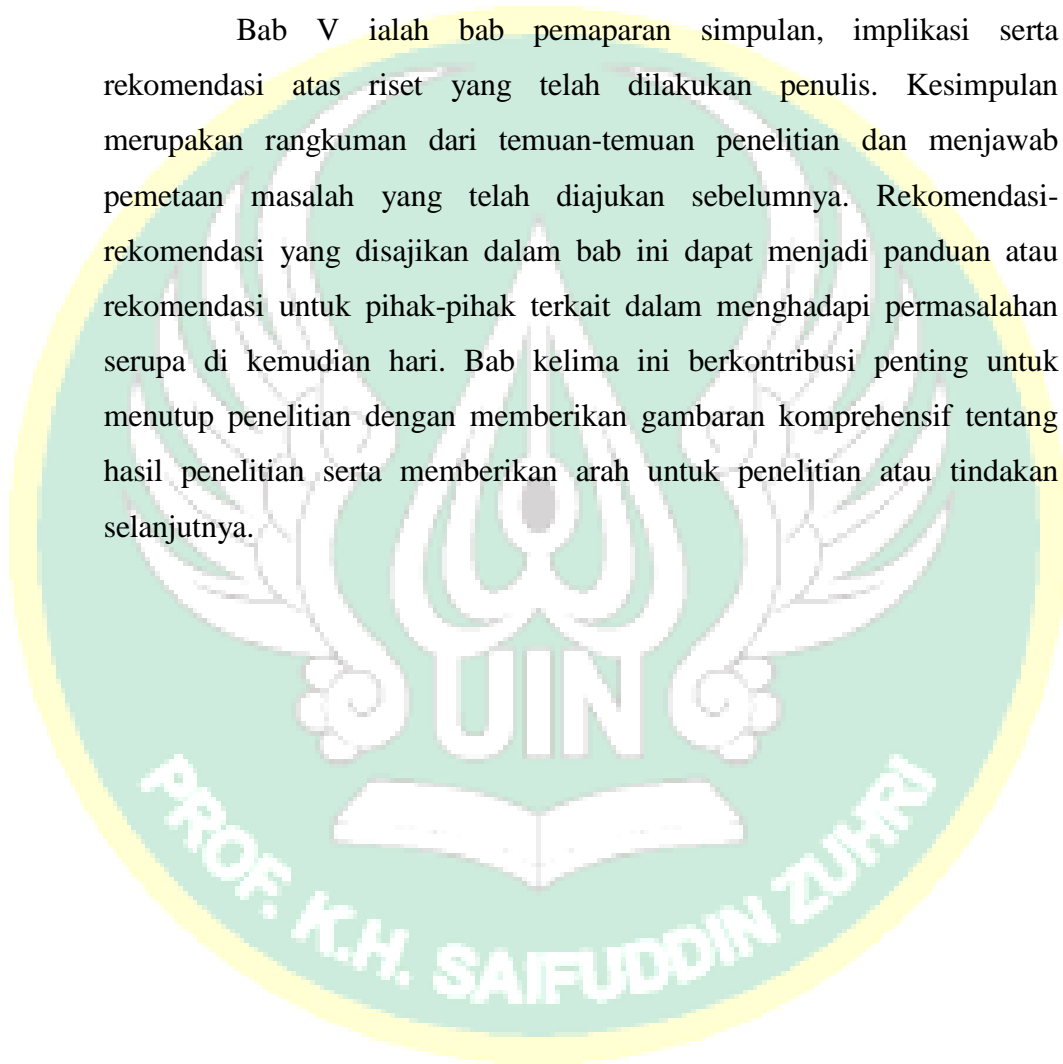 Bab V ialah bab pemaparan simpulan, implikasi serta
rekomendasi atas riset yang telah dilakukan penulis. Kesimpulan
merupakan rangkuman dari temuan-temuan penelitian dan menjawab
pemetaan masalah yang telah diajukan sebelumnya. Rekomendasi-
rekomendasi yang disajikan dalam bab ini dapat menjadi panduan atau
rekomendasi untuk pihak-pihak terkait dalam menghadapi permasalahan
serupa di kemudian hari. Bab kelima ini berkontribusi penting untuk
menutup penelitian dengan memberikan gambaran komprehensif tentang
hasil penelitian serta memberikan arah untuk penelitian atau tindakan
selanjutnya.
UIN
PROF. K.H. SAIFUDDIN ZUHRI